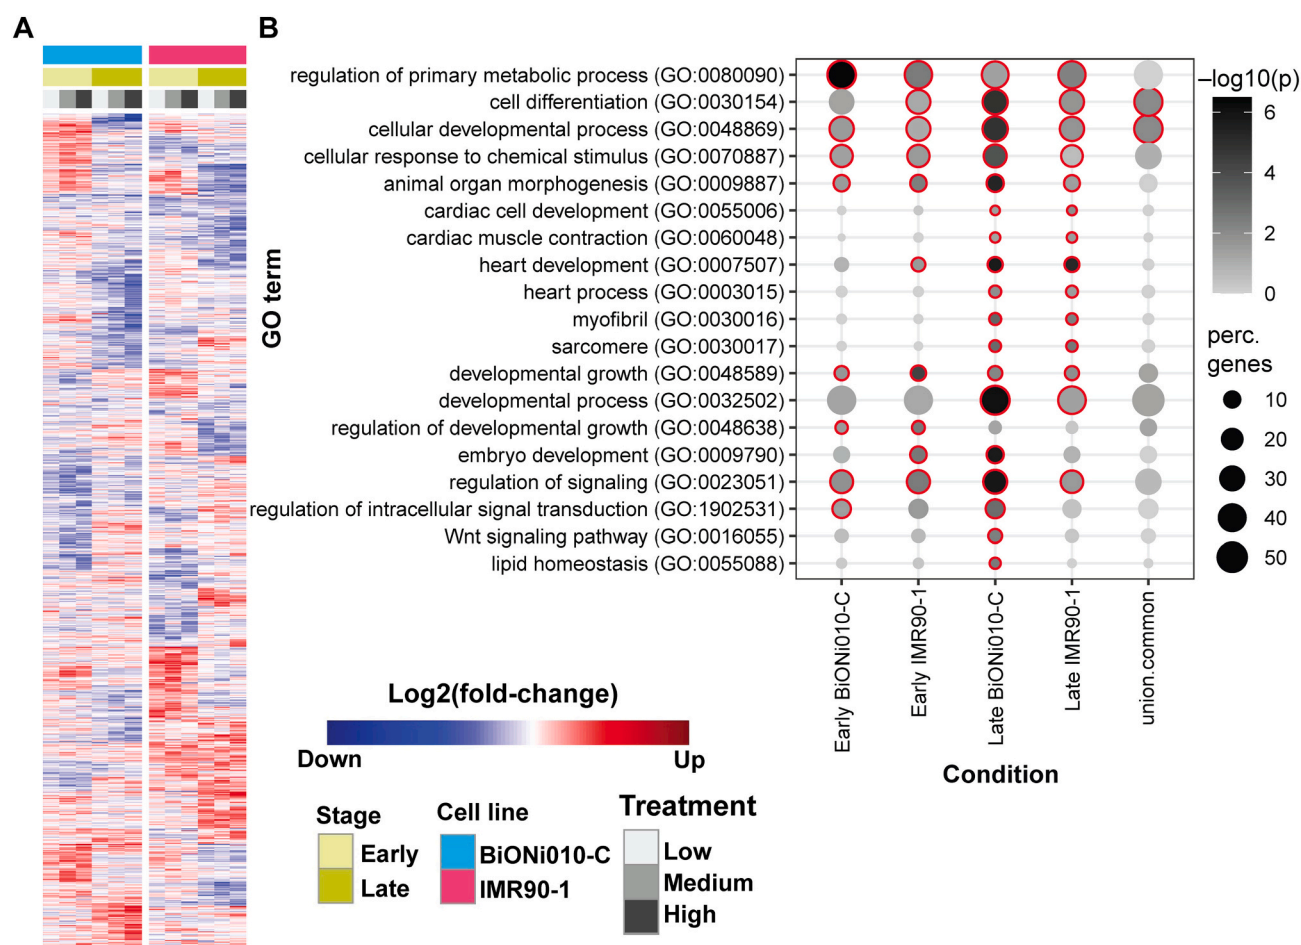 A
B
regulation of primary metabolic process (GO:0080090)
cell differentiation (GO:0030154)
cellular developmental process (GO:0048869)
cellular response to chemical stimulus (GO:0070887)
animal organ morphogenesis (GO:0009887)
cardiac cell development (GO:0055006)
cardiac muscle contraction (GO:0060048)
heart development (GO:0007507)
heart process (GO:0003015)
myofibril (GO:0030016)
sarcomere (GO:0030017)
developmental growth (GO:0048589)
developmental process (GO:0032502)
regulation of developmental growth (GO:0048638)
embryo development (GO:0009790)
regulation of signaling (GO:0023051)
regulation of intracellular signal transduction (GO:1902531)
Wnt signaling pathway (GO:0016055)
lipid homeostasis (GO:0055088)
GO term
Early BiONi010-C
Early IMR90-1
Late BiONi010-C
Late IMR90-1
union.common
Condition
–log10(p)
6
4
2
0
perc.
genes
10
20
30
40
50
Log2(fold-change)
Down
Up
Stage
Early
Late
Cell line
BiONi010-C
IMR90-1
Treatment
Low
Medium
High